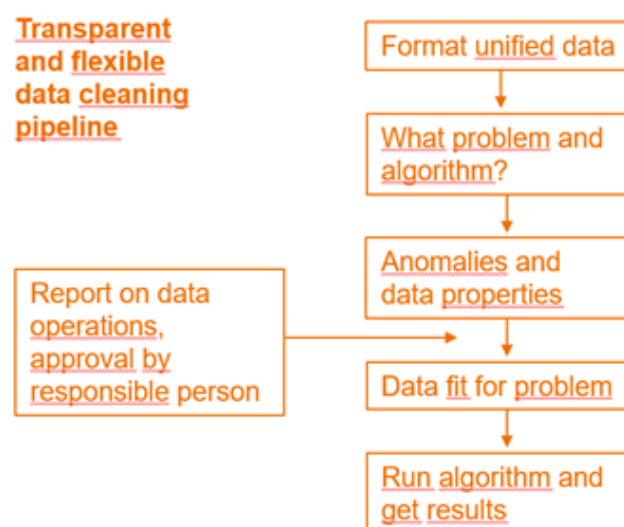 Transparent
and flexible
data cleaning
pipeline
Format unified data
What problem and
algorithm?
Anomalies and
data properties
Report on data
operations,
approval by
responsible person
Data fit for problem
Run algorithm and
get results